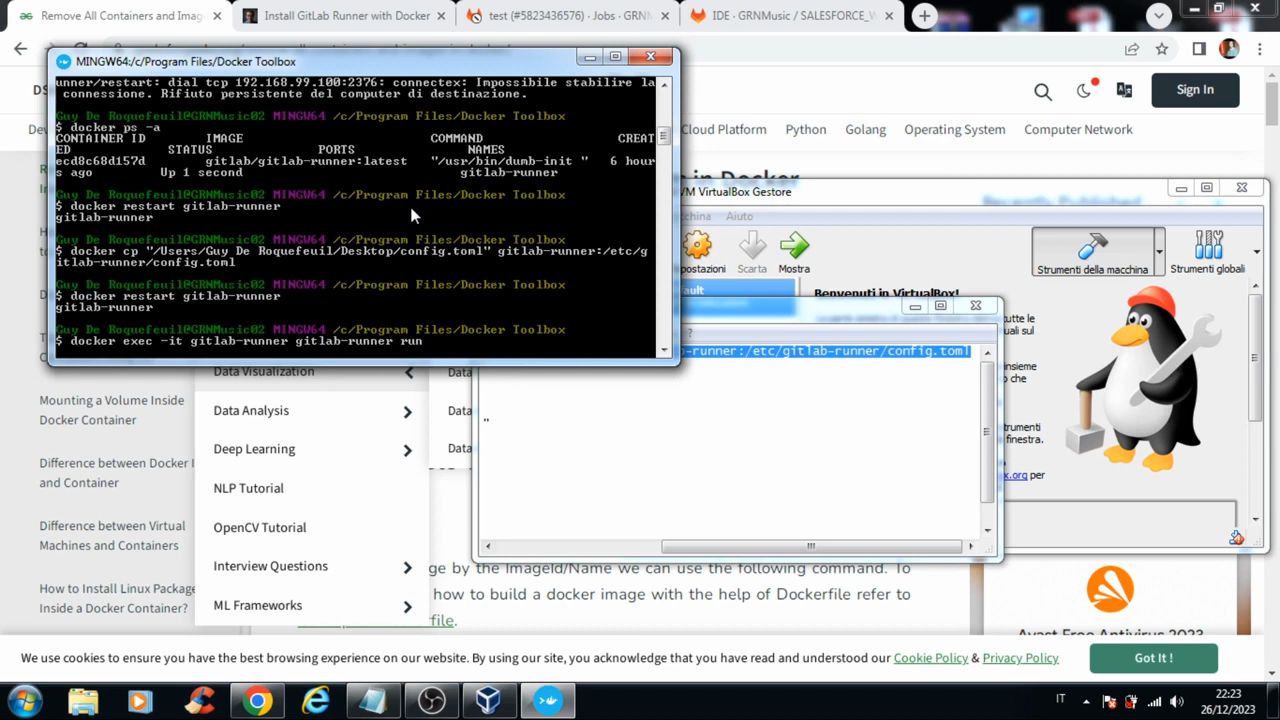 Remove All Containers and Imag
Install GitLab Runner with Docker
test (#5823436576) · Jobs · GRNM
IDE · GRNMusic / SALESFORCE_W
MINGW64:/c/Program Files/Docker Toolbox
unner/restart: dial tcp 192.168.99.100:2376: connectex: Impossibile stabilire la
connessione. Rifiuto persistente del computer di destinazione.
Guy De Roquefeuil@GRNMusic02 MINGW64 /c/Program Files/Docker Toolbox
$ docker ps -a
CONTAINER ID IMAGE COMMAND CREAT
ED STATUS PORTS NAMES
ecd8c68d157d gitlab/gitlab-runner:latest "/usr/bin/dumb-init " 6 hour
s ago Up 1 second gitlab-runner
Guy De Roquefeuil@GRNMusic02 MINGW64 /c/Program Files/Docker Toolbox
$ docker restart gitlab-runner
gitlab-runner
Guy De Roquefeuil@GRNMusic02 MINGW64 /c/Program Files/Docker Toolbox
$ docker cp "/Users/Guy De Roquefeuil/Desktop/config.toml" gitlab-runner:/etc/g
itlab-runner/config.toml
Guy De Roquefeuil@GRNMusic02 MINGW64 /c/Program Files/Docker Toolbox
$ docker restart gitlab-runner
gitlab-runner
Guy De Roquefeuil@GRNMusic02 MINGW64 /c/Program Files/Docker Toolbox
$ docker exec -it gitlab-runner gitlab-runner run
Sign In
Cloud Platform Python Golang Computer Network
in Docker
VM VirtualBox Gestore
china Aiuto
postazioni Scarta Mostra
Strumenti della macchina
Strumenti globali
Benvenuti in VirtualBox!
?
b-runner:/etc/gitlab-runner/config.toml
"
strumenti
finestra.
x.org per
Mounting a Volume Inside
Docker Container
Difference between Docker I
and Container
Difference between Virtual
Machines and Containers
How to Install Linux Package
Inside a Docker Container?
Data Visualization
Data Analysis
Deep Learning
NLP Tutorial
OpenCV Tutorial
Interview Questions
ML Frameworks
Data
Data
Data
ge by the ImageId/Name we can use the following command. To
how to build a docker image with the help of Dockerfile refer to
file.
Avast Free Antivirus 2023
We use cookies to ensure you have the best browsing experience on our website. By using our site, you acknowledge that you have read and understood our Cookie Policy & Privacy Policy
Got It !
IT
22:23
26/12/2023